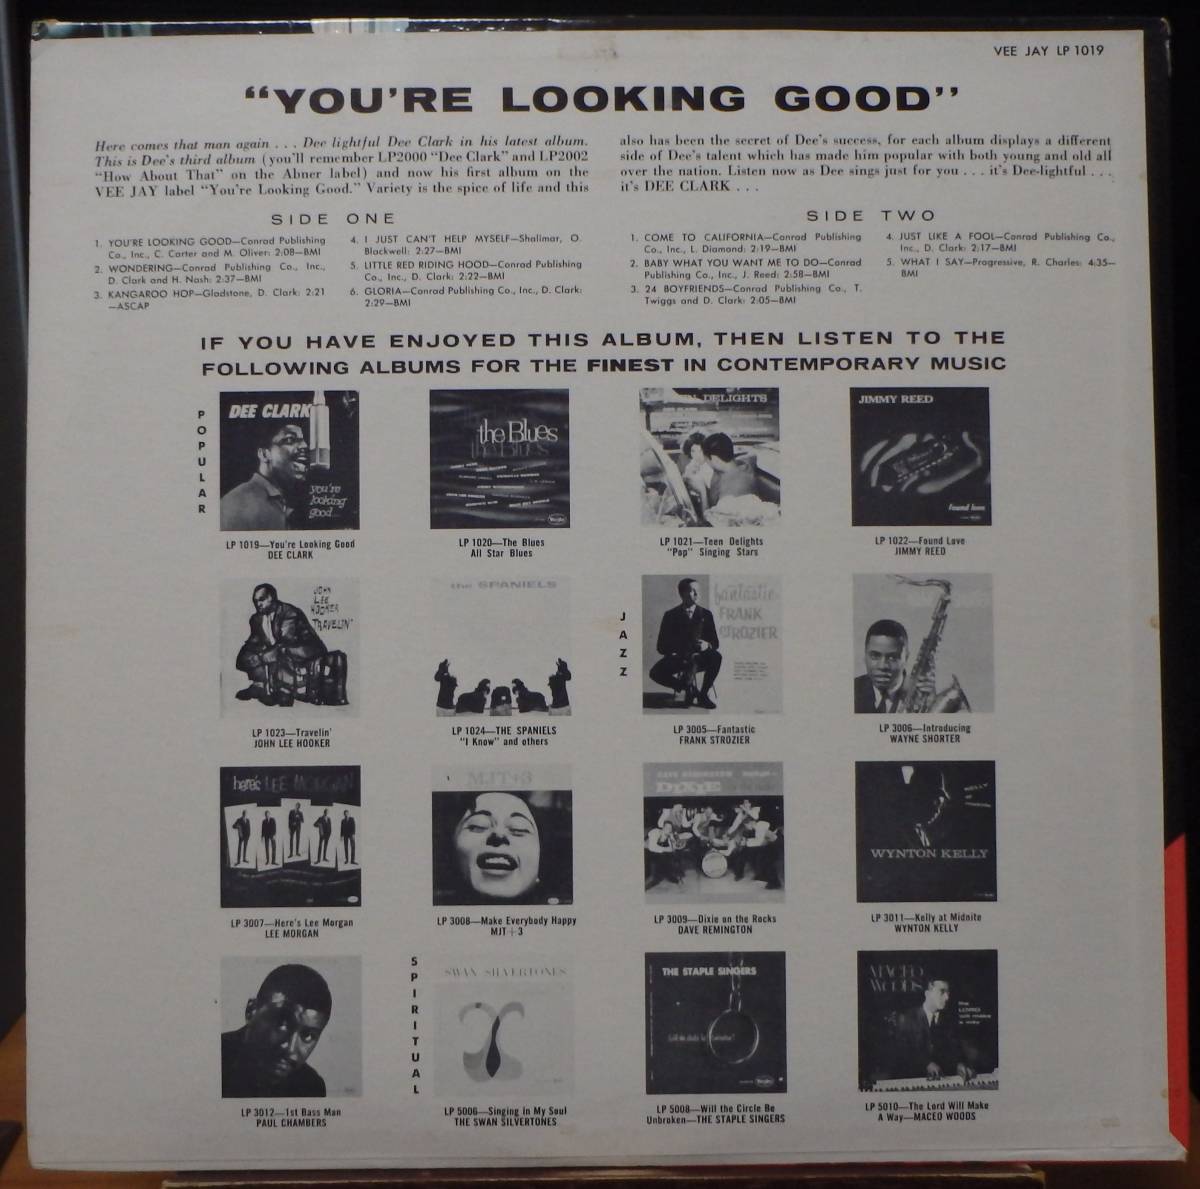 VEE JAY LP 1019
"YOU'RE LOOKING GOOD"
Here comes that man again . . . Dee lightful Dee Clark in his latest album.
This is Dee's third album (you'll remember LP2000 "Dee Clark" and LP2002
"How About That" on the Abner label) and now his first album on the
VEE JAY label "You're Looking Good." Variety is the spice of life and this
also has been the secret of Dee's success, for each album displays a different
side of Dee's talent which has made him popular with both young and old all
over the nation. Listen now as Dee sings just for you . . . it's Dee-lightful . . .
it's DEE CLARK . . .
SIDE ONE
1. YOU'RE LOOKING GOOD—Conrad Publishing
Co., Inc., C. Carter and M. Oliver: 2:08—BMI
2. WONDERING—Conrad Publishing Co., Inc.,
D. Clark and H. Nash: 2:37—BMI
3. KANGAROO HOP—Gladstone, D. Clark: 2:21
—ASCAP
4. I JUST CAN'T HELP MYSELF—Shalimar, O.
Blackwell: 2:27—BMI
5. LITTLE RED RIDING HOOD—Conrad Publishing
Co., Inc., D. Clark: 2:22—BMI
6. GLORIA—Conrad Publishing Co., Inc., D. Clark:
2:29—BMI
SIDE TWO
1. COME TO CALIFORNIA—Conrad Publishing
Co., Inc., L. Diamond: 2:19—BMI
2. BABY WHAT YOU WANT ME TO DO—Conrad
Publishing Co., Inc., J. Reed: 2:58—BMI
3. 24 BOYFRIENDS—Conrad Publishing Co., T.
Twiggs and D. Clark: 2:05—BMI
4. JUST LIKE A FOOL—Conrad Publishing Co.,
Inc., D. Clark: 2:17—BMI
5. WHAT I SAY—Progressive, R. Charles: 4:35—
BMI
IF YOU HAVE ENJOYED THIS ALBUM, THEN LISTEN TO THE
FOLLOWING ALBUMS FOR THE FINEST IN CONTEMPORARY MUSIC
POPULAR
DEE CLARK
you're
looking
good...
LP 1019—You're Looking Good
DEE CLARK
the Blues
the Blues
LP 1020—The Blues
All Star Blues
DELIGHTS
LP 1021—Teen Delights
"Pop" Singing Stars
JIMMY REED
found love
LP 1022—Found Love
JIMMY REED
JOHN
LEE
HOOKER
TRAVELIN'
LP 1023—Travelin'
JOHN LEE HOOKER
the SPANIELS
LP 1024—THE SPANIELS
"I Know" and others
JAZZ
fantastic
FRANK
STROZIER
LP 3005—Fantastic
FRANK STROZIER
LP 3006—Introducing
WAYNE SHORTER
here's LEE MORGAN
LP 3007—Here's Lee Morgan
LEE MORGAN
MJT+3
LP 3008—Make Everybody Happy
MJT+3
DAVE REMINGTON
DIXIE
LP 3009—Dixie on the Rocks
DAVE REMINGTON
WYNTON KELLY
LP 3011—Kelly at Midnite
WYNTON KELLY
LP 3012—1st Bass Man
PAUL CHAMBERS
SPIRITUAL
SWAN SILVERTONES
LP 5006—Singing In My Soul
THE SWAN SILVERTONES
THE STAPLE SINGERS
LP 5008—Will the Circle Be
Unbroken—THE STAPLE SINGERS
MACEO
WOODS
the
LORD
will make
a way
LP 5010—The Lord Will Make
A Way—MACEO WOODS